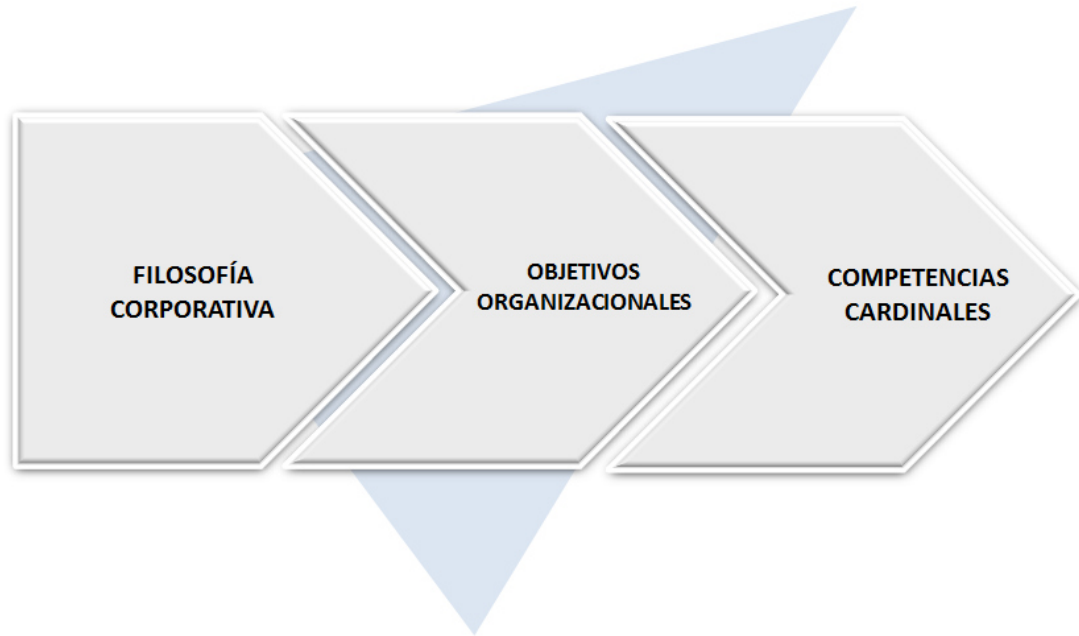 FILOSOFÍA
CORPORATIVA
OBJETIVOS
ORGANIZACIONALES
COMPETENCIAS
CARDINALES